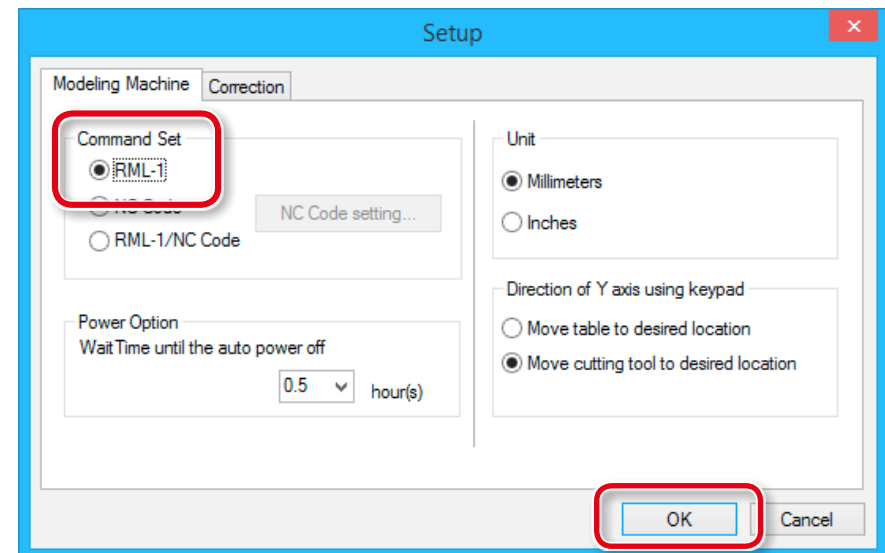 Setup
Modeling Machine
Correction
Command Set
RML-1
NC Code
NC Code setting...
RML-1/NC Code
Power Option
WaitTime until the auto power off
0.5
hour(s)
Unit
Millimeters
Inches
Direction of Y axis using keypad
Move table to desired location
Move cutting tool to desired location
OK
Cancel